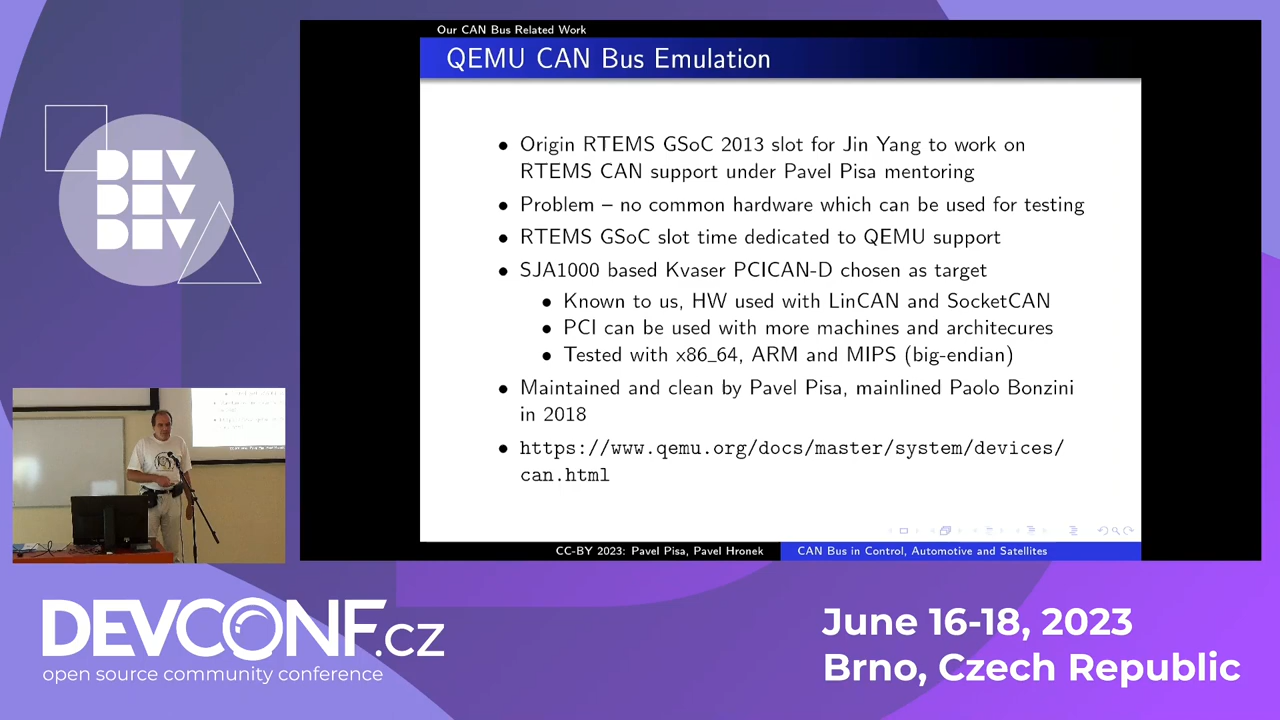 Our CAN Bus Related Work
QEMU CAN Bus Emulation
• Origin RTEMS GSoC 2013 slot for Jin Yang to work on
RTEMS CAN support under Pavel Pisa mentoring
• Problem – no common hardware which can be used for testing
• RTEMS GSoC slot time dedicated to QEMU support
• SJA1000 based Kvaser PCICAN-D chosen as target
• Known to us, HW used with LinCAN and SocketCAN
• PCI can be used with more machines and architecures
• Tested with x86_64, ARM and MIPS (big-endian)
• Maintained and clean by Pavel Pisa, mainlined Paolo Bonzini
in 2018
• https://www.qemu.org/docs/master/system/devices/
can.html
CC-BY 2023: Pavel Pisa, Pavel Hronek
CAN Bus in Control, Automotive and Satellites
DEV
DEV
DEV
DEVCONF.cz
open source community conference
June 16-18, 2023
Brno, Czech Republic